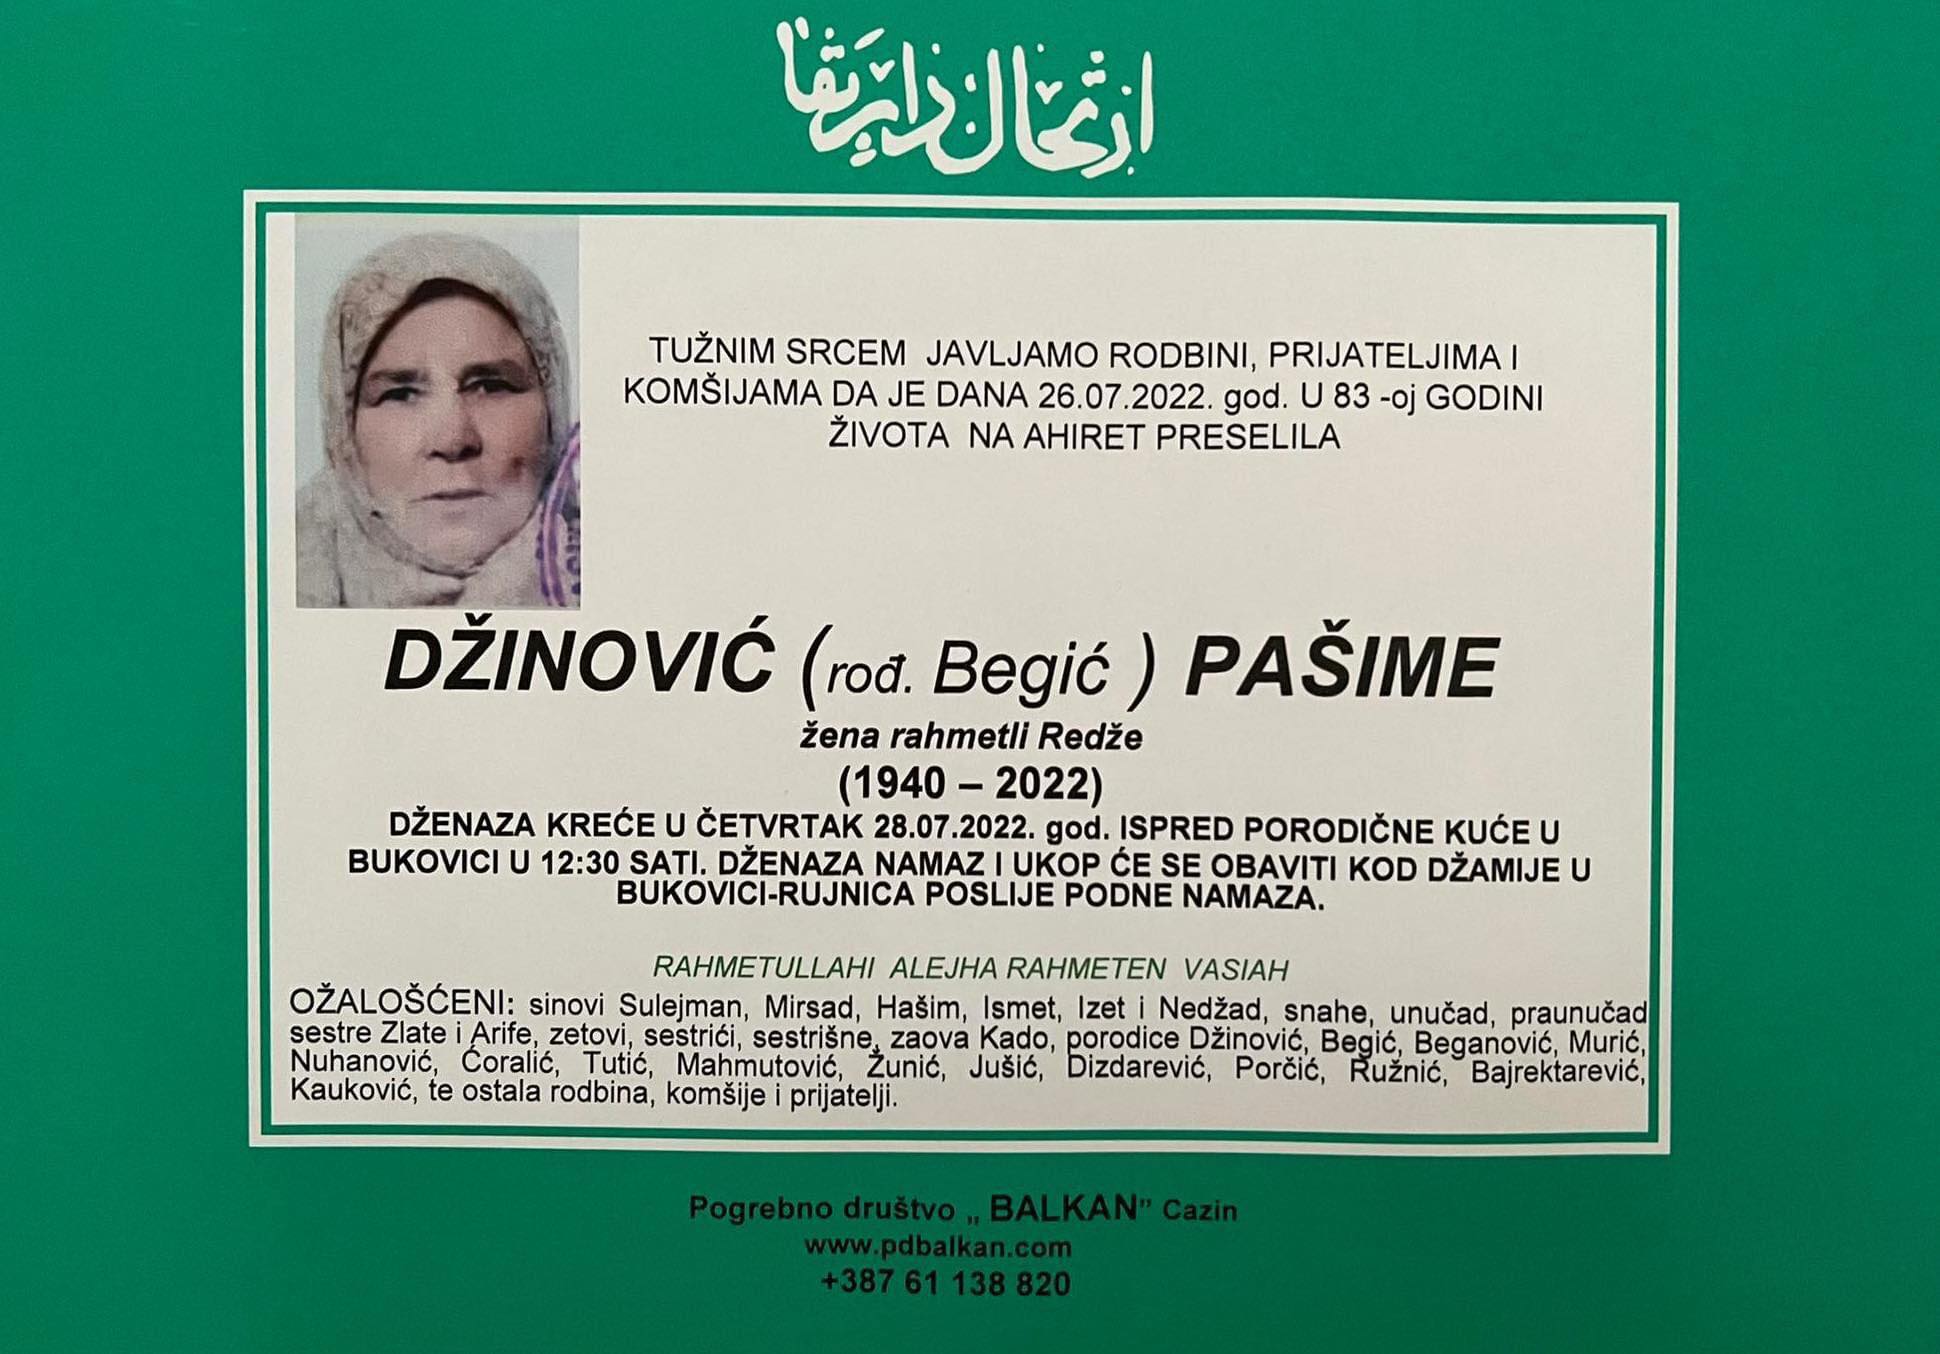 ارتحال دار بقا
TUŽNIM SRCEM JAVLJAMO RODBINI, PRIJATELJIMA I
KOMŠIJAMA DA JE DANA 26.07.2022. god. U 83 -oj GODINI
ŽIVOTA NA AHIRET PRESELILA
DŽINOVIĆ (rođ. Begić ) PAŠIME
žena rahmetli Redže
(1940 – 2022)
DŽENAZA KREĆE U ČETVRTAK 28.07.2022. god. ISPRED PORODIČNE KUĆE U
BUKOVICI U 12:30 SATI. DŽENAZA NAMAZ I UKOP ĆE SE OBAVITI KOD DŽAMIJE U
BUKOVICI-RUJNICA POSLIJE PODNE NAMAZA.
RAHMETULLAHI ALEJHA RAHMETEN VASIAH
OŽALOŠĆENI: sinovi Sulejman, Mirsad, Hašim, Ismet, Izet i Nedžad, snahe, unučad, praunučad
sestre Zlate i Arife, zetovi, sestrići, sestrišne, zaova Kado, porodice Džinović, Begić, Beganović, Murić,
Nuhanović, Ćoralić, Tutić, Mahmutović, Žunić, Jušić, Dizdarević, Porčić, Ružnić, Bajrektarević,
Kauković, te ostala rodbina, komšije i prijatelji.
Pogrebno društvo „ BALKAN" Cazin
www.pdbalkan.com
+387 61 138 820